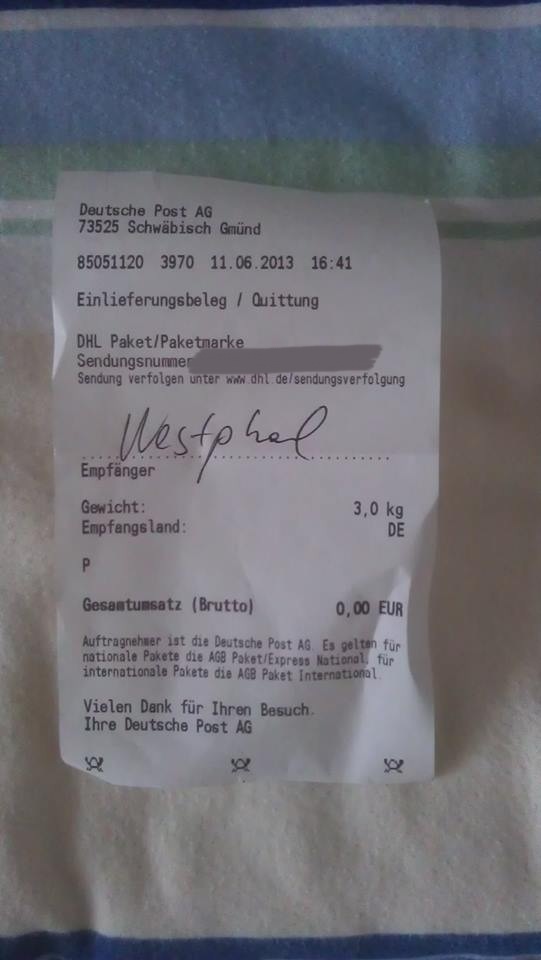 Deutsche Post AG
73525 Schwäbisch Gmünd
85051120 3970 11.06.2013 16:41
Einlieferungsbeleg / Quittung
DHL Paket/Paketmarke
Sendungsnummer
Sendung verfolgen unter www.dhl.de/sendungsverfolgung
Westphal
Empfänger
Gewicht: 3,0 kg
Empfangsland: DE
P
Gesamtumsatz (Brutto) 0,00 EUR
Auftragnehmer ist die Deutsche Post AG. Es gelten für
nationale Pakete die AGB Paket/Express National, für
internationale Pakete die AGB Paket International.
Vielen Dank für Ihren Besuch.
Ihre Deutsche Post AG